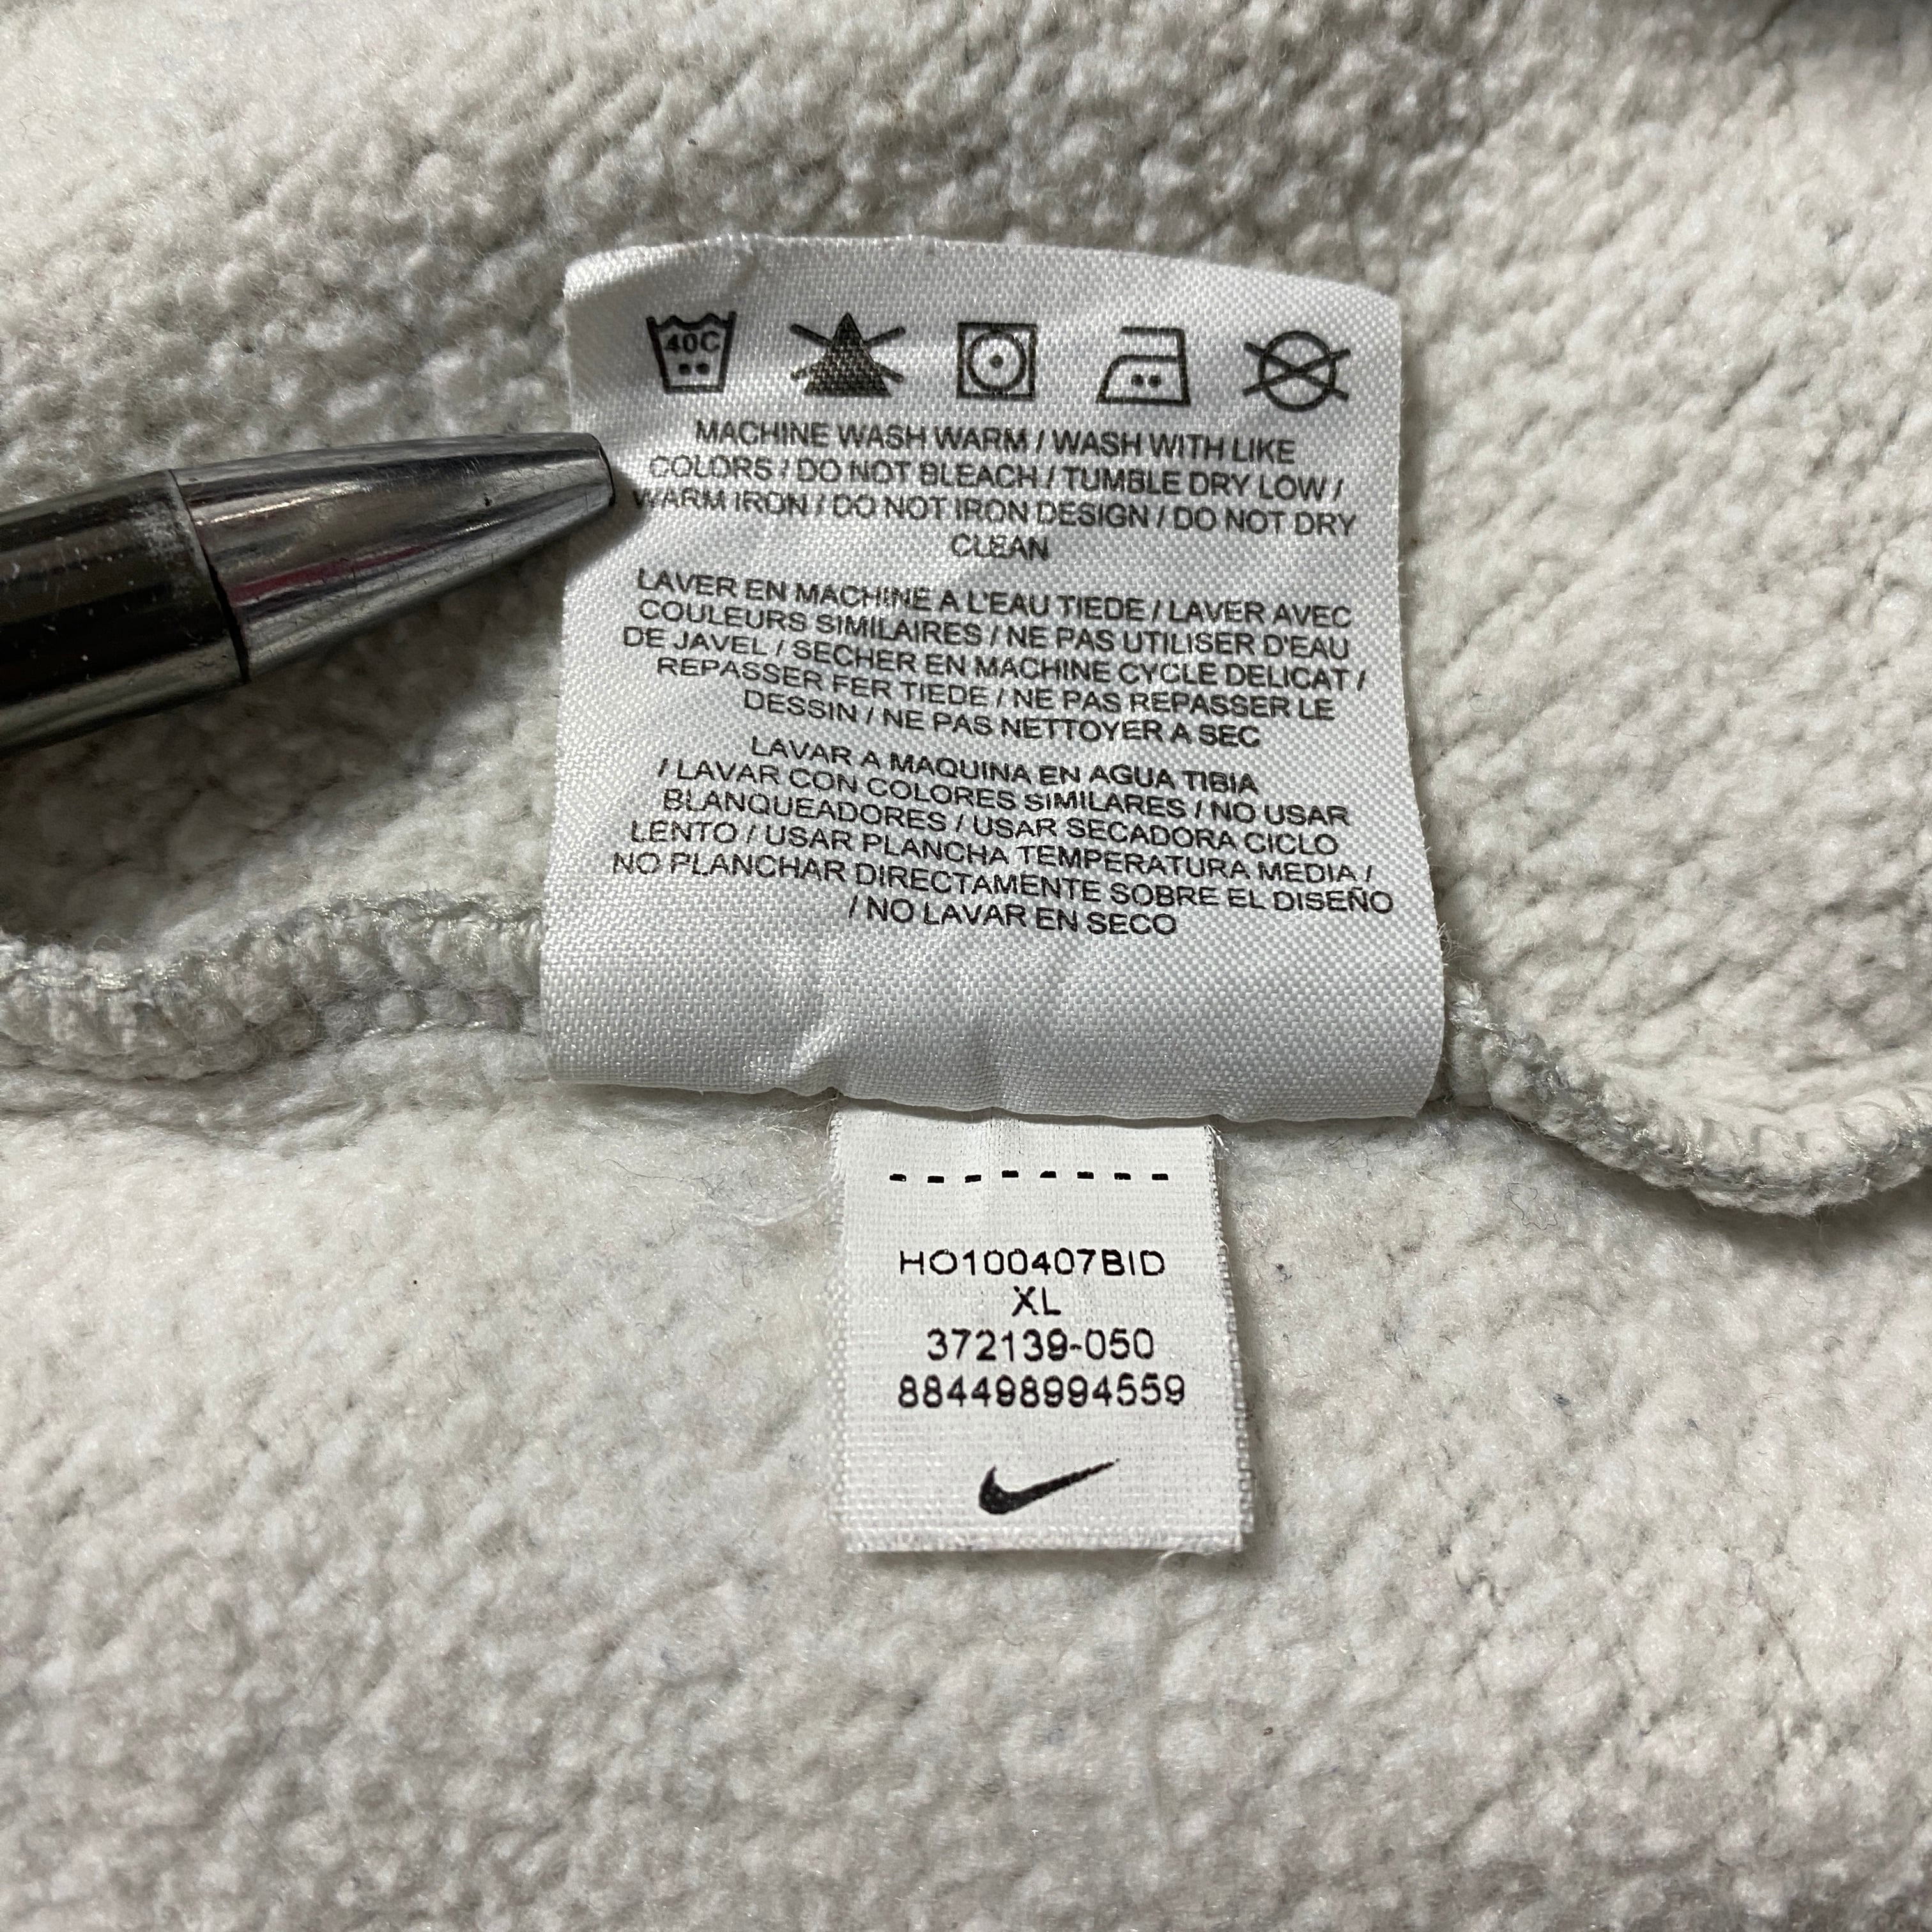 40C
MACHINE WASH WARM / WASH WITH LIKE
COLORS / DO NOT BLEACH / TUMBLE DRY LOW /
WARM IRON / DO NOT IRON DESIGN / DO NOT DRY
CLEAN
LAVER EN MACHINE A L'EAU TIEDE / LAVER AVEC
COULEURS SIMILAIRES / NE PAS UTILISER D'EAU
DE JAVEL / SECHER EN MACHINE CYCLE DELICAT /
REPASSER FER TIEDE / NE PAS REPASSER LE
DESSIN / NE PAS NETTOYER A SEC
LAVAR A MAQUINA EN AGUA TIBIA
/ LAVAR CON COLORES SIMILARES / NO USAR
BLANQUEADORES / USAR SECADORA CICLO
LENTO / USAR PLANCHA TEMPERATURA MEDIA /
NO PLANCHAR DIRECTAMENTE SOBRE EL DISEÑO
/ NO LAVAR EN SECO
HO100407BID
XL
372139-050
884498994559